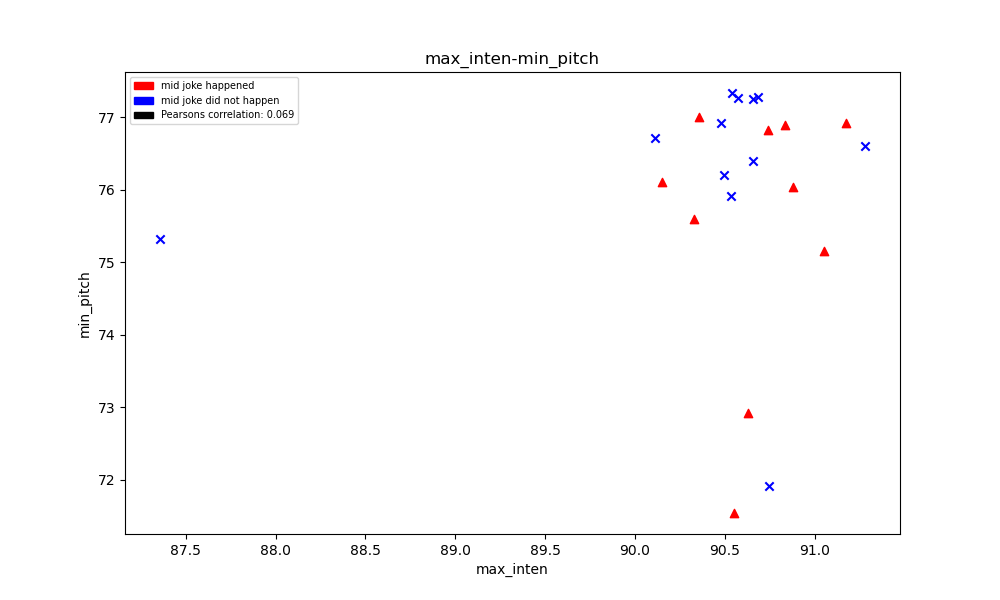 max_inten-min_pitch
mid joke happened
mid joke did not happen
Pearsons correlation: 0.069
min_pitch
77
76
75
74
73
72
87.5 88.0 88.5 89.0 89.5 90.0 90.5 91.0
max_inten